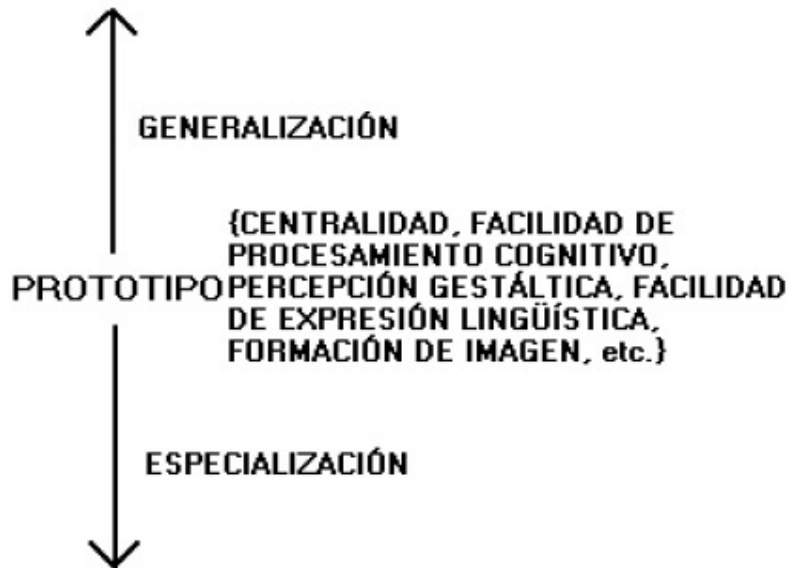 GENERALIZACIÓN
{CENTRALIDAD, FACILIDAD DE
PROCESAMIENTO COGNITIVO,
PROTOTIPO PERCEPCIÓN GESTÁLTICA, FACILIDAD
DE EXPRESIÓN LINGÜÍSTICA,
FORMACIÓN DE IMAGEN, etc.}
ESPECIALIZACIÓN